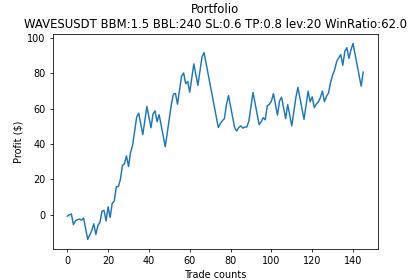 Portfolio
WAVESUSDT BBM:1.5 BBL:240 SL:0.6 TP:0.8 lev:20 WinRatio:62.0
100
80
60
40
20
0
Profit ($)
0 20 40 60 80 100 120 140
Trade counts